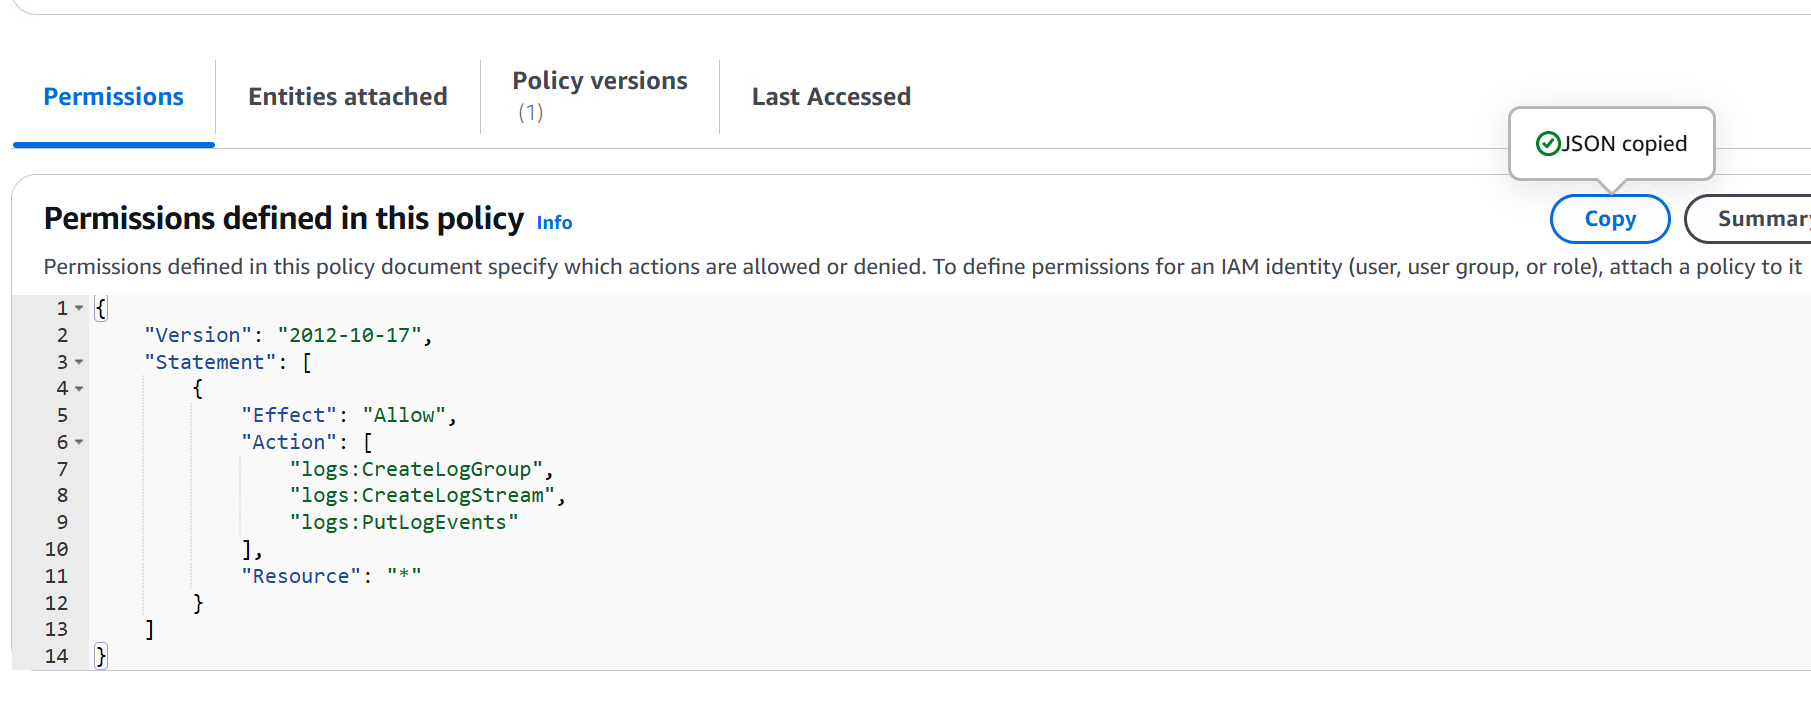 Permissions
Entities attached
Policy versions
(1)
Last Accessed
JSON copied
Permissions defined in this policy Info
Copy
Summary
Permissions defined in this policy document specify which actions are allowed or denied. To define permissions for an IAM identity (user, user group, or role), attach a policy to it
1 {
2     "Version": "2012-10-17",
3     "Statement": [
4         {
5             "Effect": "Allow",
6             "Action": [
7                 "logs:CreateLogGroup",
8                 "logs:CreateLogStream",
9                 "logs:PutLogEvents"
10             ],
11             "Resource": "*"
12         }
13     ]
14 }